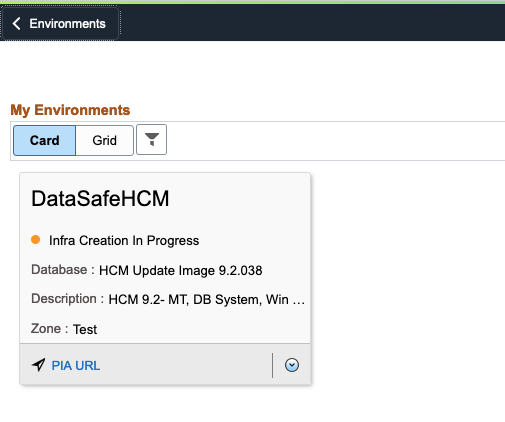 Environments
My Environments
Card Grid
DataSafeHCM
Infra Creation In Progress
Database : HCM Update Image 9.2.038
Description : HCM 9.2- MT, DB System, Win ...
Zone : Test
PIA URL